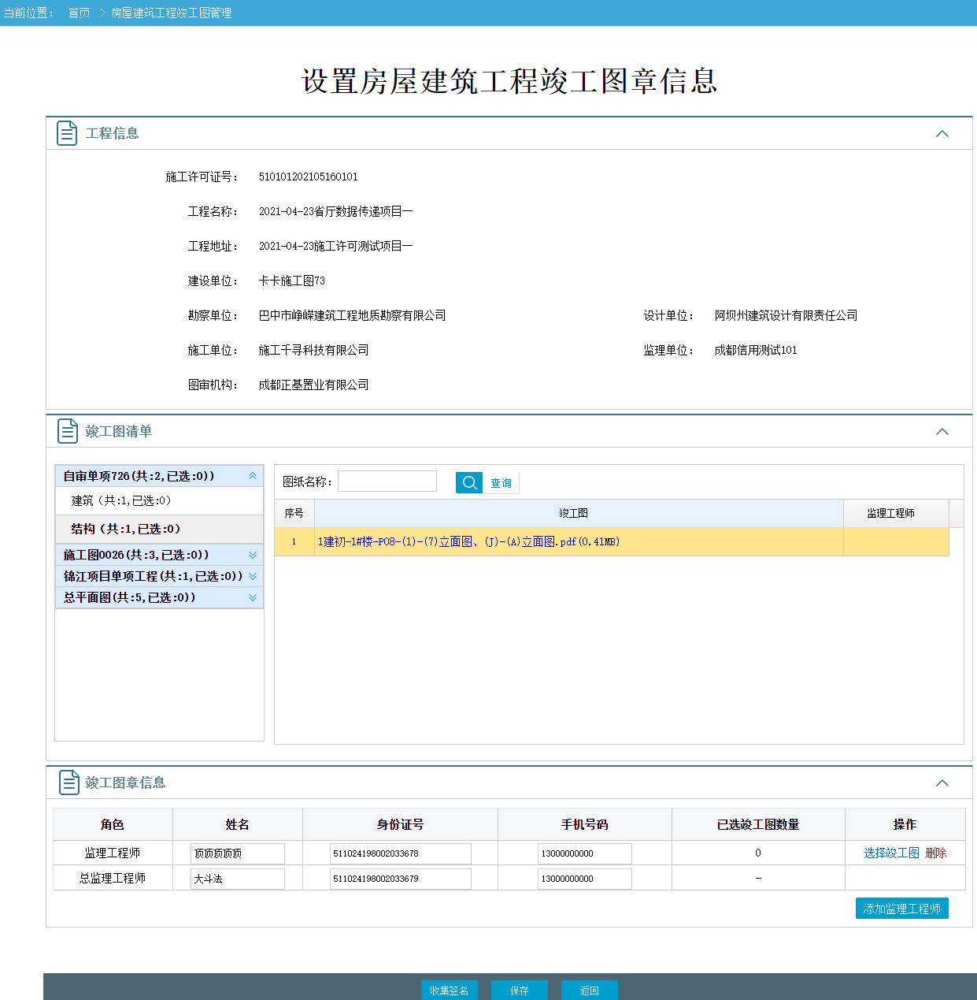 当前位置： 首页 > 房屋建筑工程竣工图管理
设置房屋建筑工程竣工图章信息
工程信息
施工许可证号： 510101202105160101
工程名称： 2021-04-23省厅数据传递项目一
工程地址： 2021-04-23施工许可测试项目一
建设单位： 卡卡施工图73
勘察单位： 巴中市峥嵘建筑工程地质勘察有限公司 设计单位： 阿坝州建筑设计有限责任公司
施工单位： 施工千寻科技有限公司 监理单位： 成都信用测试101
图审机构： 成都正基置业有限公司
竣工图清单
自审单项726(共:2,已选:0))
建筑（共:1,已选:0）
结构（共:1,已选:0）
施工图0026(共:3,已选:0))
锦江项目单项工程(共:1,已选:0))
总平面图(共:5,已选:0))
图纸名称： 查询
序号 竣工图 监理工程师
1 1建初-1#楼-P08-(1)-(7)立面图、(J)-(A)立面图.pdf(0.41MB)
竣工图章信息
角色 姓名 身份证号 手机号码 已选竣工图数量 操作
监理工程师 顶顶顶顶顶 511024198002033678 13000000000 0 选择竣工图 删除
总监理工程师 大斗法 511024198002033679 13000000000 —
添加监理工程师
收集签名 保存 返回